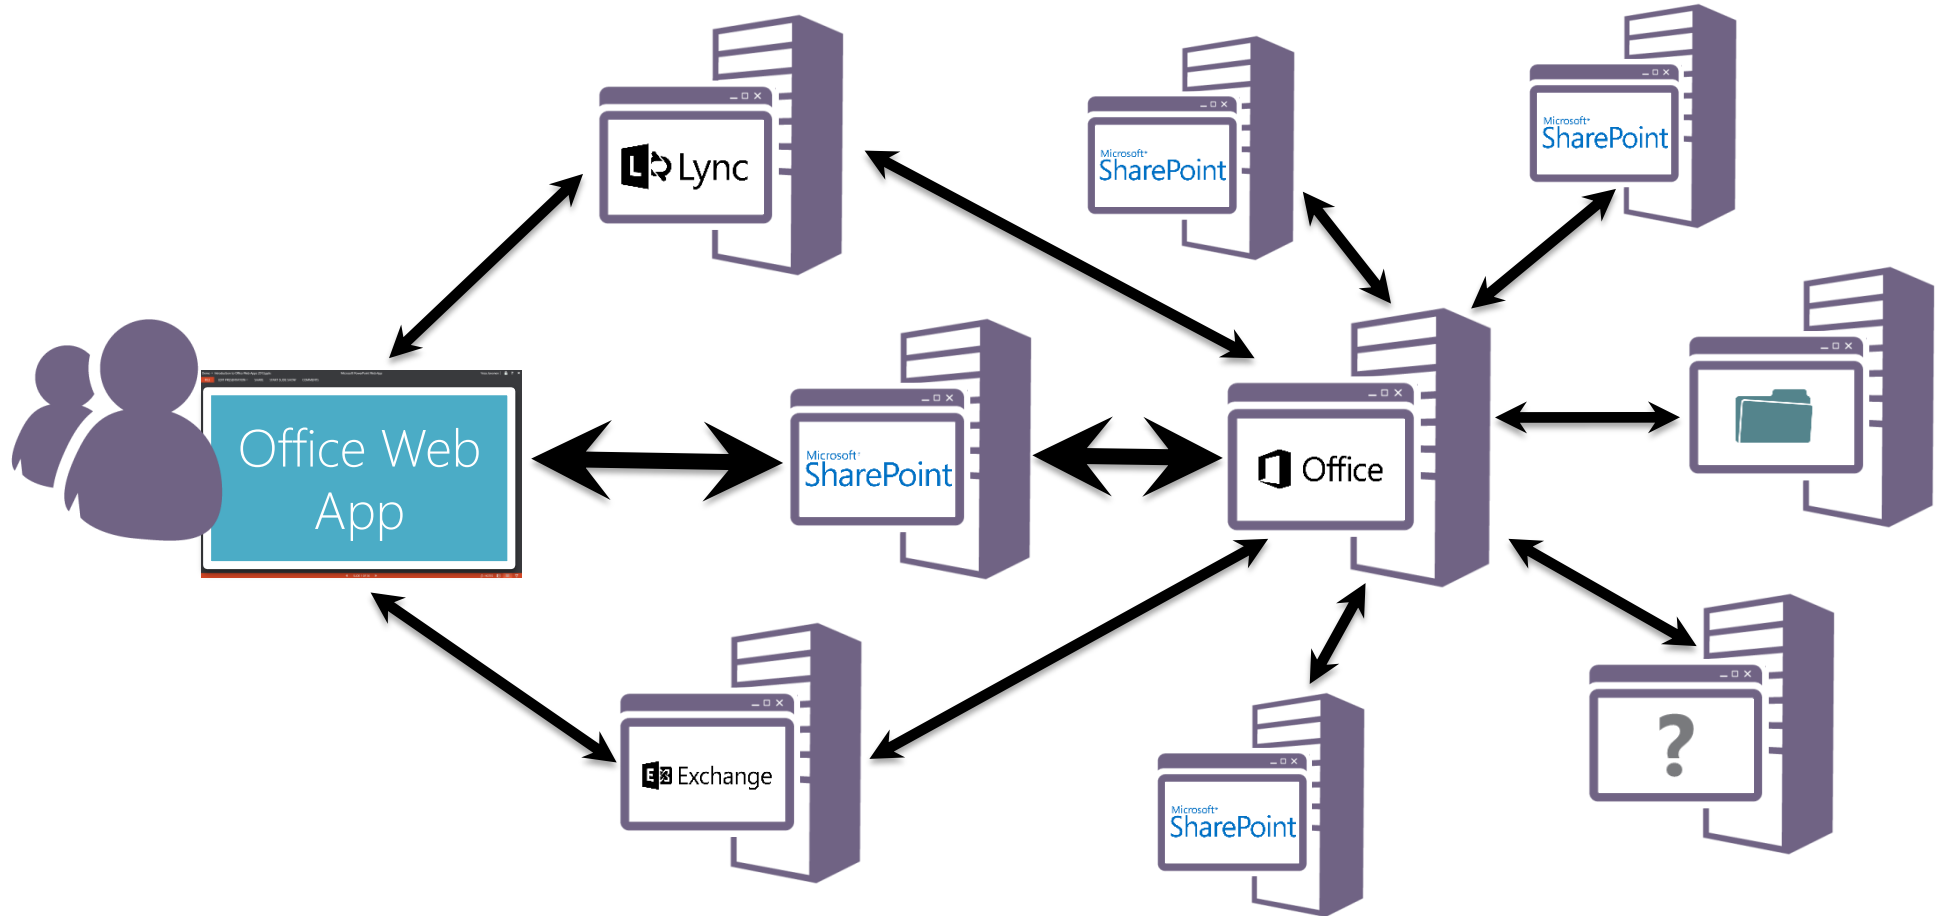 Lync
Microsoft
SharePoint
Microsoft
SharePoint
Office Web
App
Microsoft
SharePoint
Office
?
Exchange
Microsoft
SharePoint